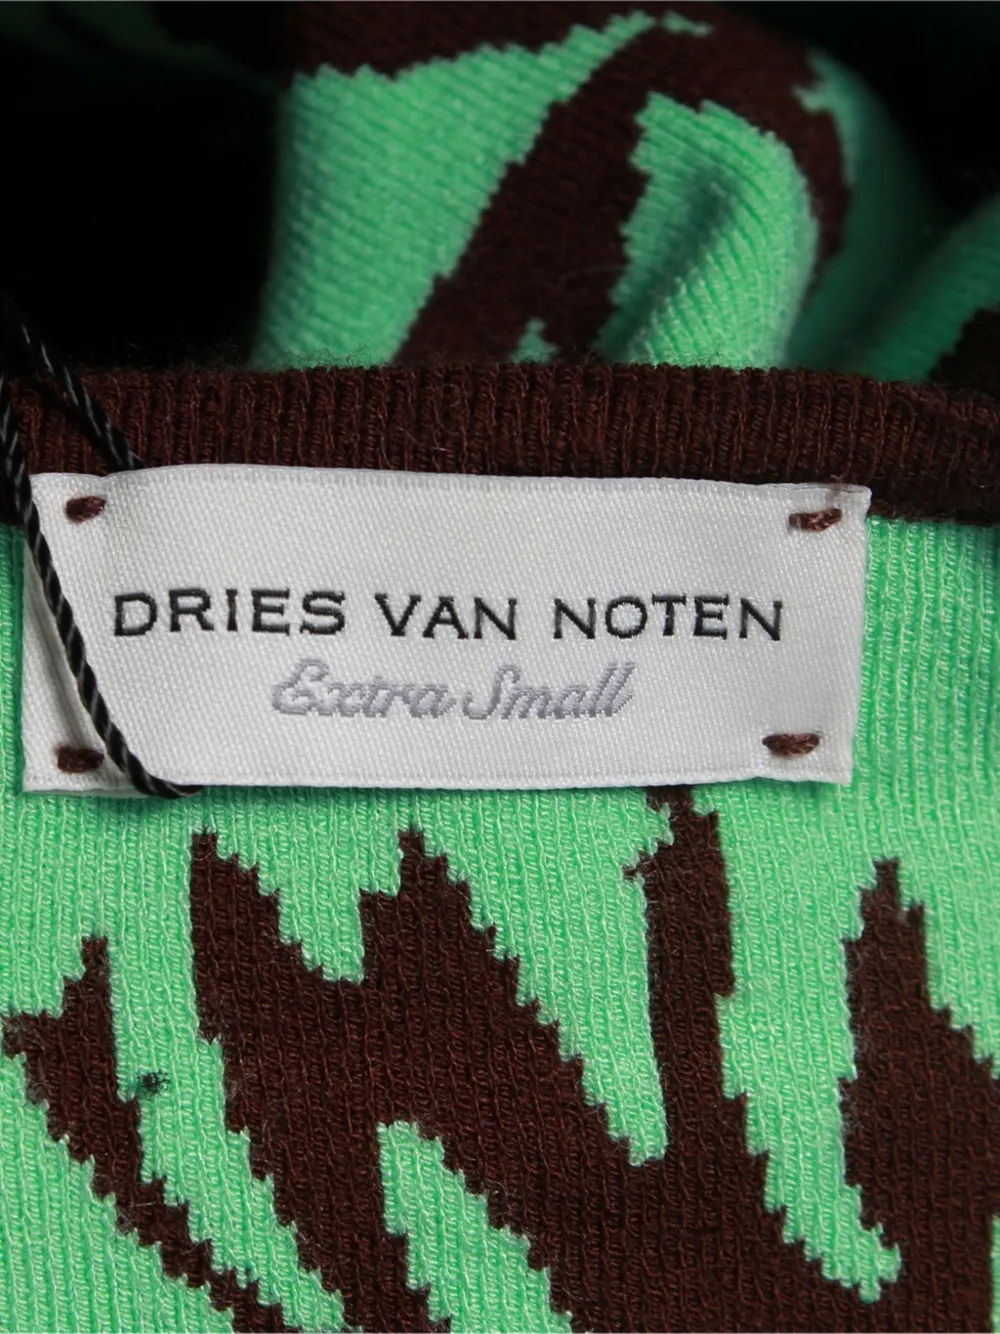 DRIES VAN NOTEN
Extra Small